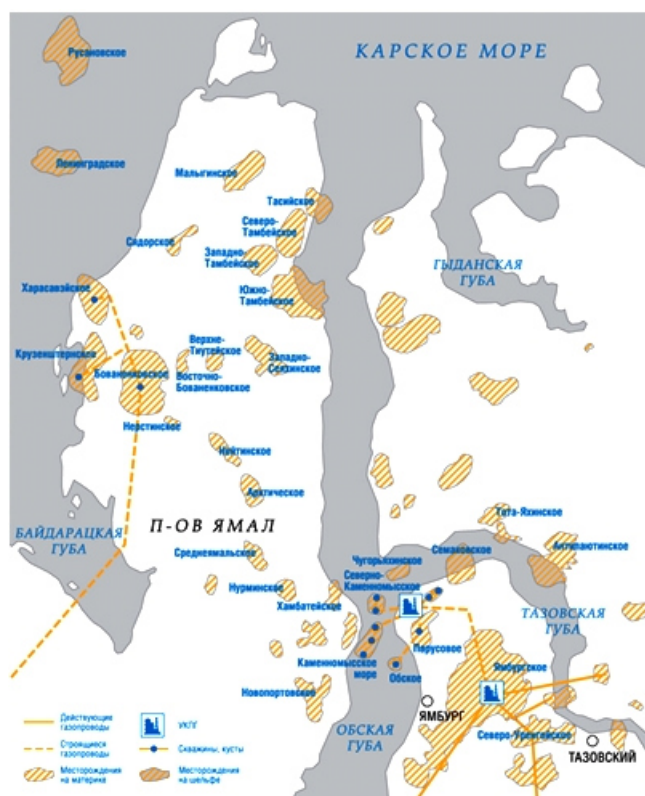 Русановское
КАРСКОЕ МОРЕ
Ленинградское
Малыгинское
Тасийское
Северо-
Тамбейское
Сядорское
Западно-
Тамбейское
ГЫДАНСКАЯ
ГУБА
Харасавэйское
Южно-
Тамбейское
Верхне-
Тиутейское
Крузенштернское
Западно-
Сеяхинское
Бованенковское
Восточно-
Бованенковское
Нерстинское
Нейтинское
Арктическое
Тота-Яхинское
П-ОВ ЯМАЛ
БАЙДАРАЦКАЯ
ГУБА
Антипаютинское
Семаковское
Среднеямальское
Чугорьяхинское
Северно-
Каменномысское
Нурминское
Хамбатейское
ТАЗОВСКАЯ
ГУБА
Парусовое
Каменномысское
море
Обское
Ямбургское
Новопортовское
ЯМБУРГ
ОБСКАЯ
ГУБА
Северо-Уренгойское
ТАЗОВСКИЙ
Действующие
газопроводы
УКПГ
Строящиеся
газопроводы
Скважины, кусты
Месторождения
на материке
Месторождения
на шельфе